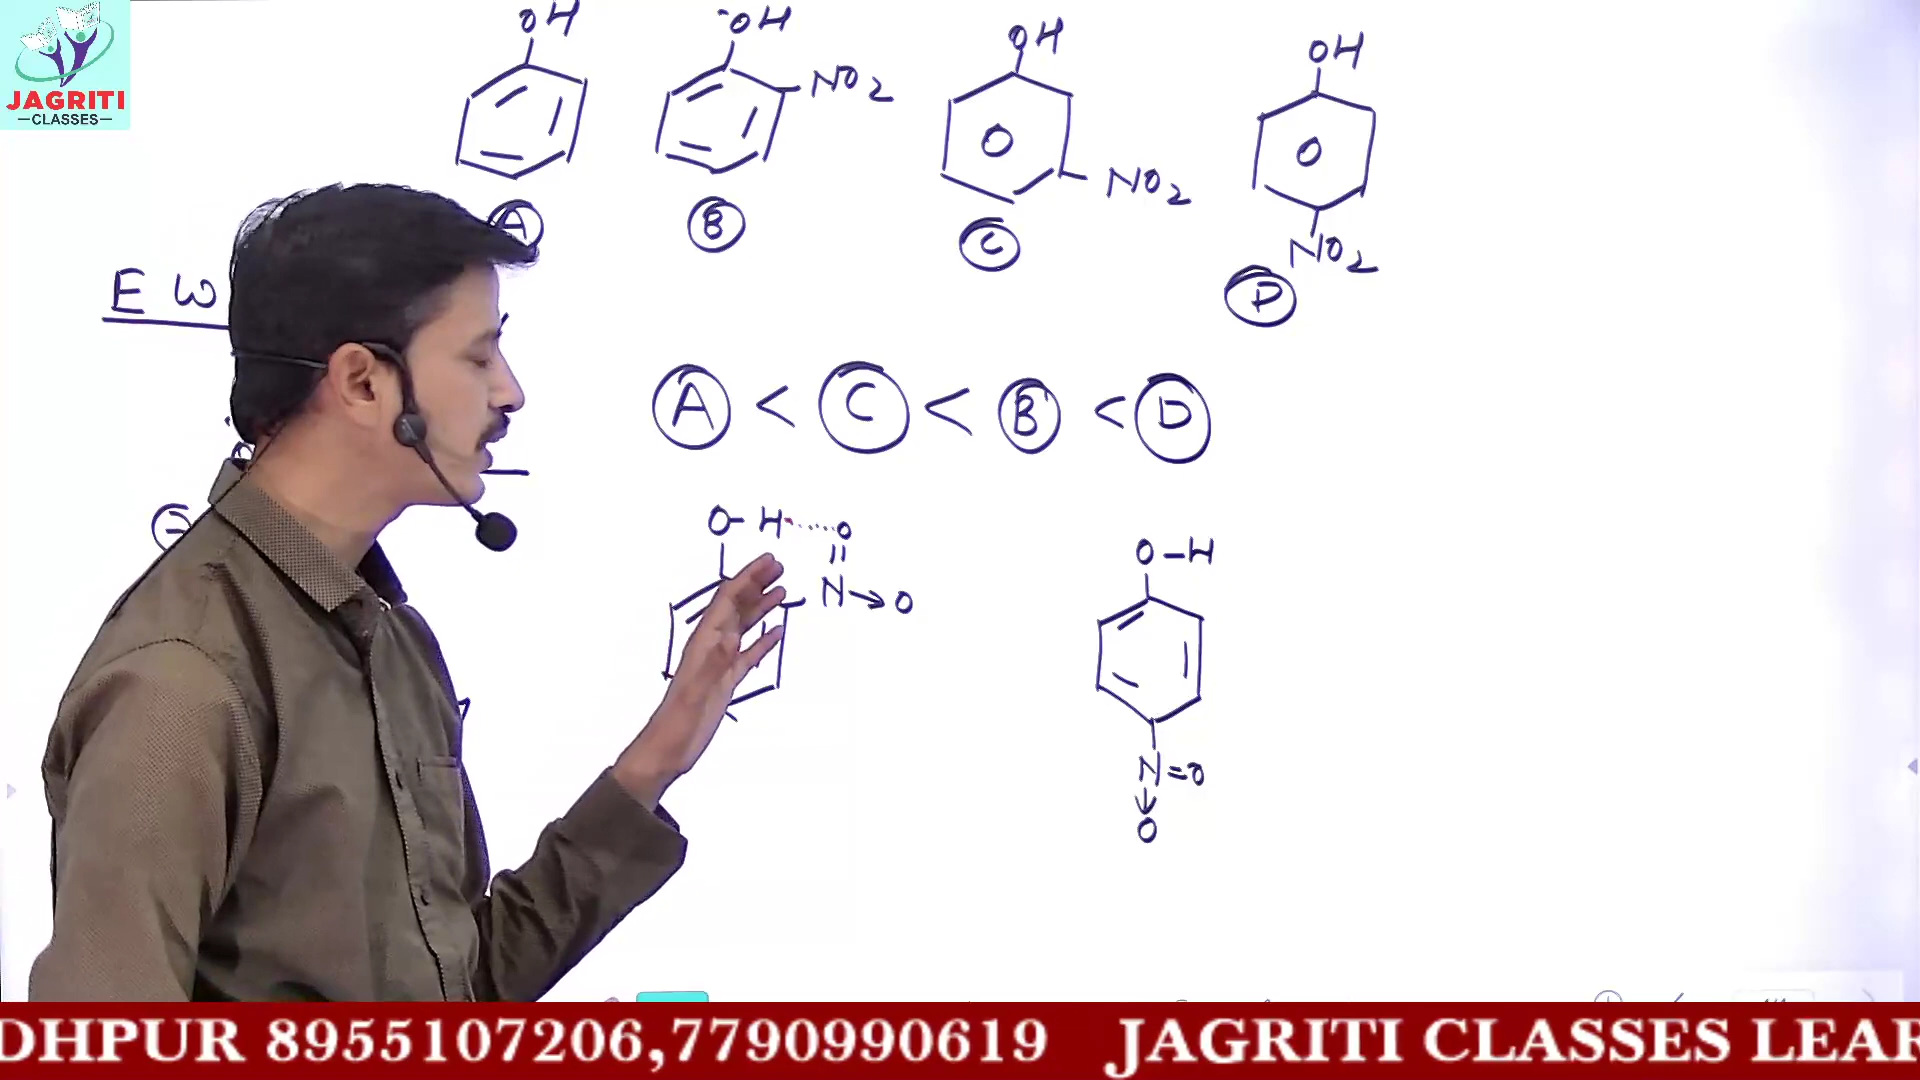 JAGRITI
—CLASSES—
OH OH OH OH
NO2
NO2
NO2
A B C D
E W
A < C < B < D
O-H......O
N→O
O-H
N=O
O
DHPUR 8955107206,7790990619 JAGRITI CLASSES LEAR